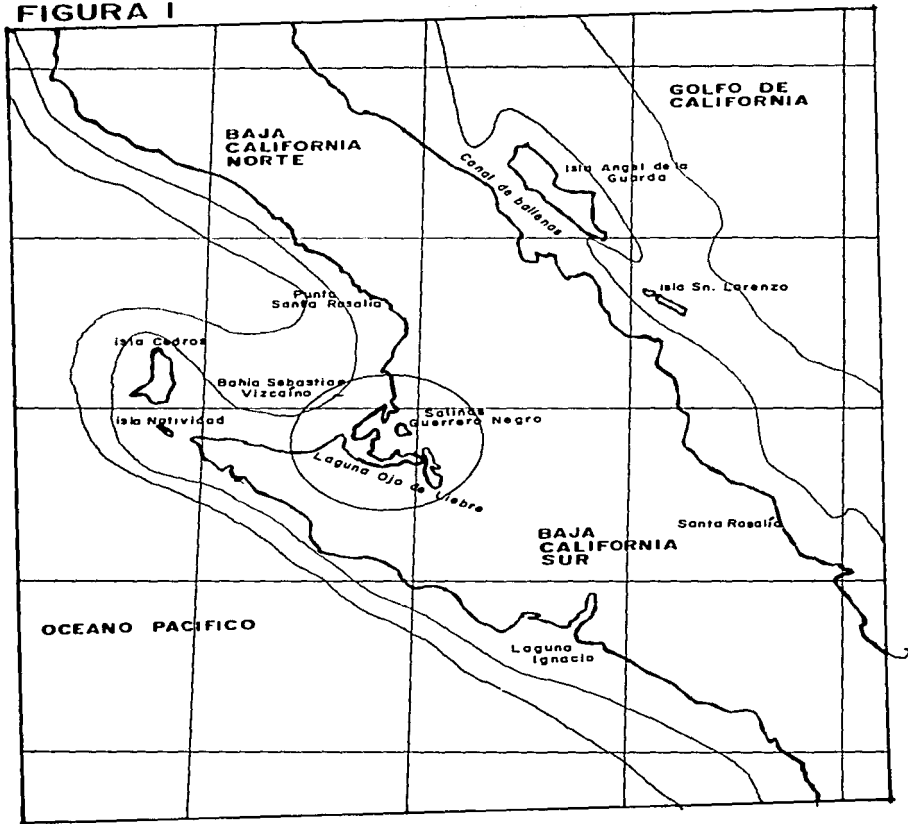 FIGURA I
GOLFO DE
CALIFORNIA
BAJA
CALIFORNIA
NORTE
Canal de ballenas
Isla Angel de la
Guarda
Punta
Santa Rosalia
Isla Sn. Lorenzo
isla Cedros
Bahia Sebastian
Vizcaino
isla Natividad
Salinas
Guerrero Negro
Laguna Ojo de Liebre
Santa Rosalía
BAJA
CALIFORNIA
SUR
OCEANO PACIFICO
Laguna
Ignacio